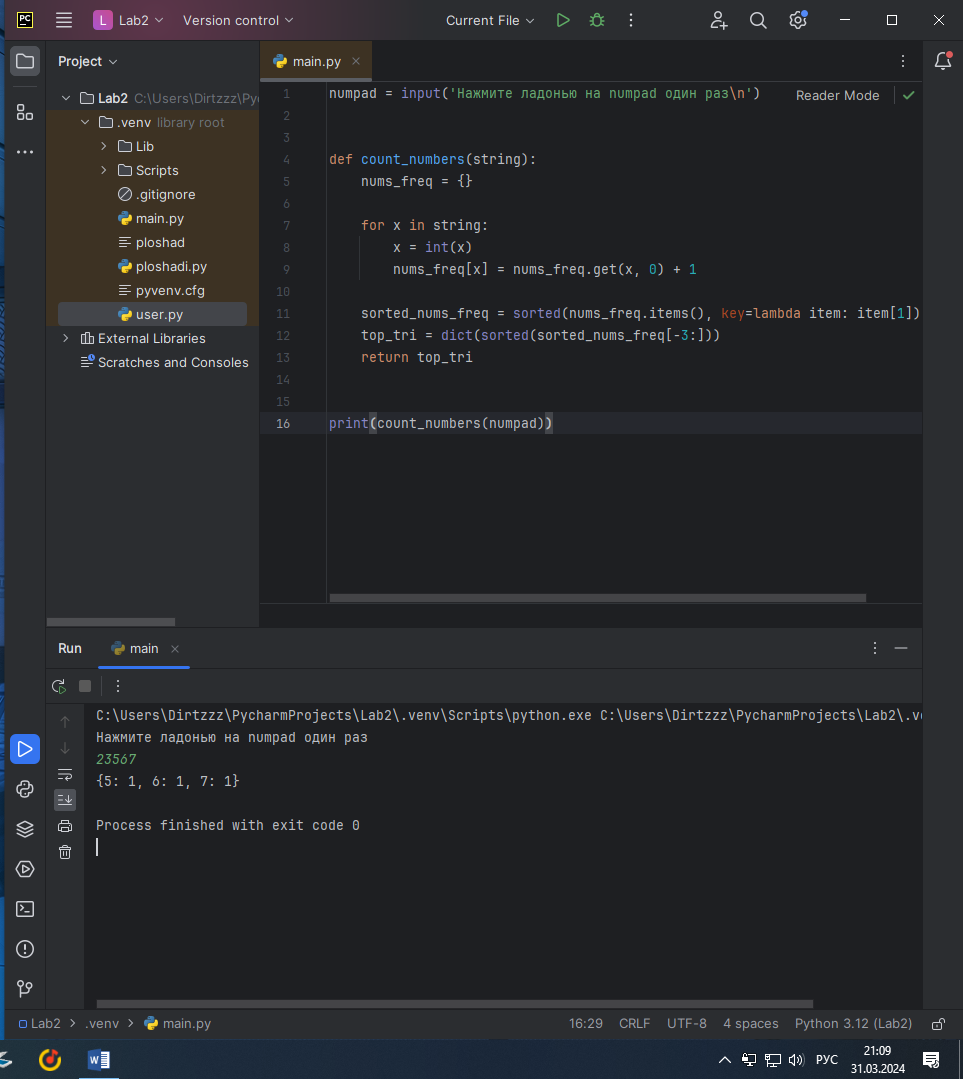 PC L Lab2 Version control Current File
Project
main.py
Lab2 C:\Users\Dirtzzz\Py
.venv library root
Lib
Scripts
.gitignore
main.py
ploshad
ploshadi.py
pyvenv.cfg
user.py
External Libraries
Scratches and Consoles
Reader Mode
1 numpad = input('Нажмите ладонью на numpad один раз\n')
2
3
4 def count_numbers(string):
5 nums_freq = {}
6
7 for x in string:
8 x = int(x)
9 nums_freq[x] = nums_freq.get(x, 0) + 1
10
11 sorted_nums_freq = sorted(nums_freq.items(), key=lambda item: item[1])
12 top_tri = dict(sorted(sorted_nums_freq[-3:]))
13 return top_tri
14
15
16 print(count_numbers(numpad))
Run main
C:\Users\Dirtzzz\PycharmProjects\Lab2\.venv\Scripts\python.exe C:\Users\Dirtzzz\PycharmProjects\Lab2\.ve
Нажмите ладонью на numpad один раз
23567
{5: 1, 6: 1, 7: 1}
Process finished with exit code 0
Lab2 > .venv > main.py 16:29 CRLF UTF-8 4 spaces Python 3.12 (Lab2)
W РУС 21:09
31.03.2024